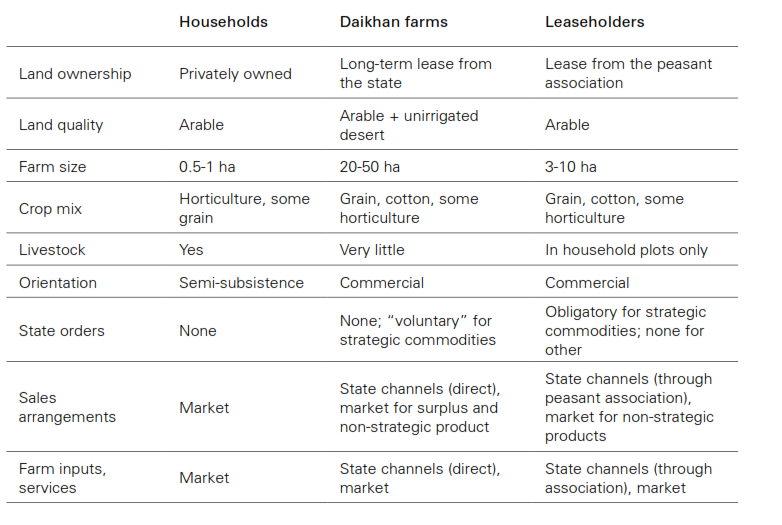 Households Daikhan farms Leaseholders
Land ownership Privately owned Long-term lease from the state Lease from the peasant association
Land quality Arable Arable + unirrigated desert Arable
Farm size 0.5-1 ha 20-50 ha 3-10 ha
Crop mix Horticulture, some grain Grain, cotton, some horticulture Grain, cotton, some horticulture
Livestock Yes Very little In household plots only
Orientation Semi-subsistence Commercial Commercial
State orders None None; “voluntary” for strategic commodities Obligatory for strategic commodities; none for other
Sales arrangements Market State channels (direct), market for surplus and non-strategic product State channels (through peasant association), market for non-strategic products
Farm inputs, services Market State channels (direct), market State channels (through association), market